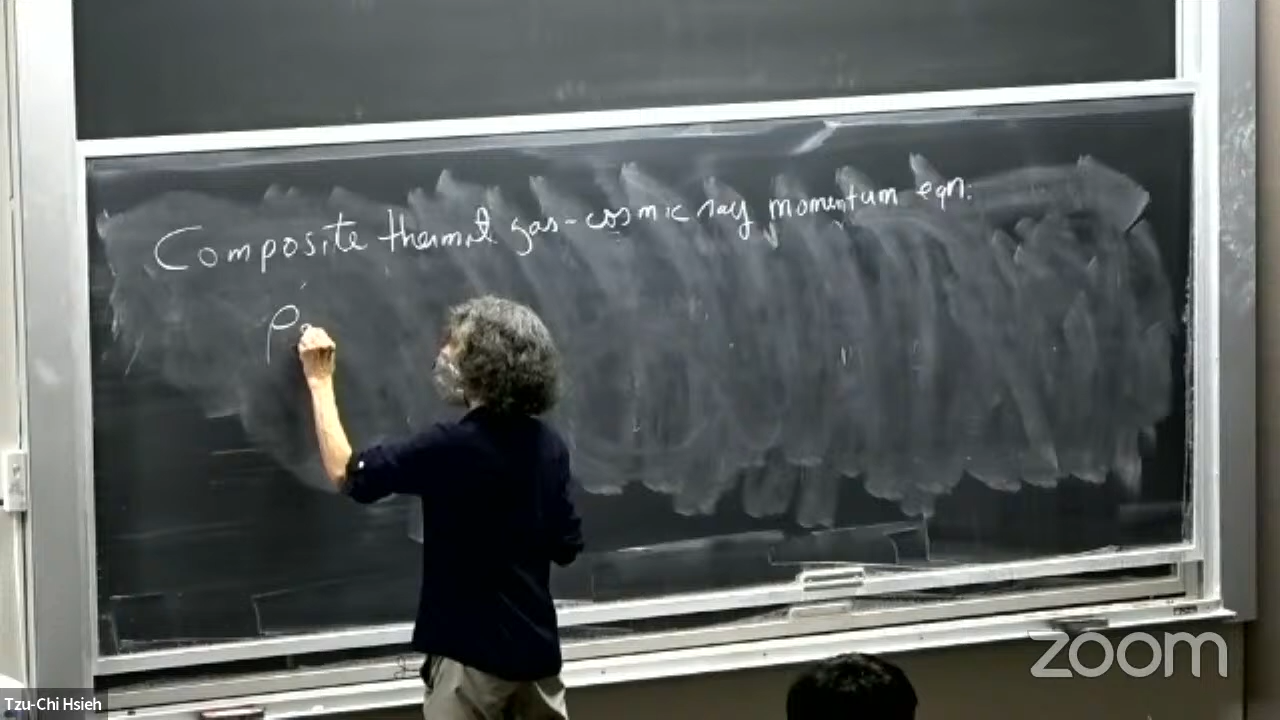 Composite thermal gas-cosmic ray momentum eqn:
ρ
zoom
Tzu-Chi Hsieh